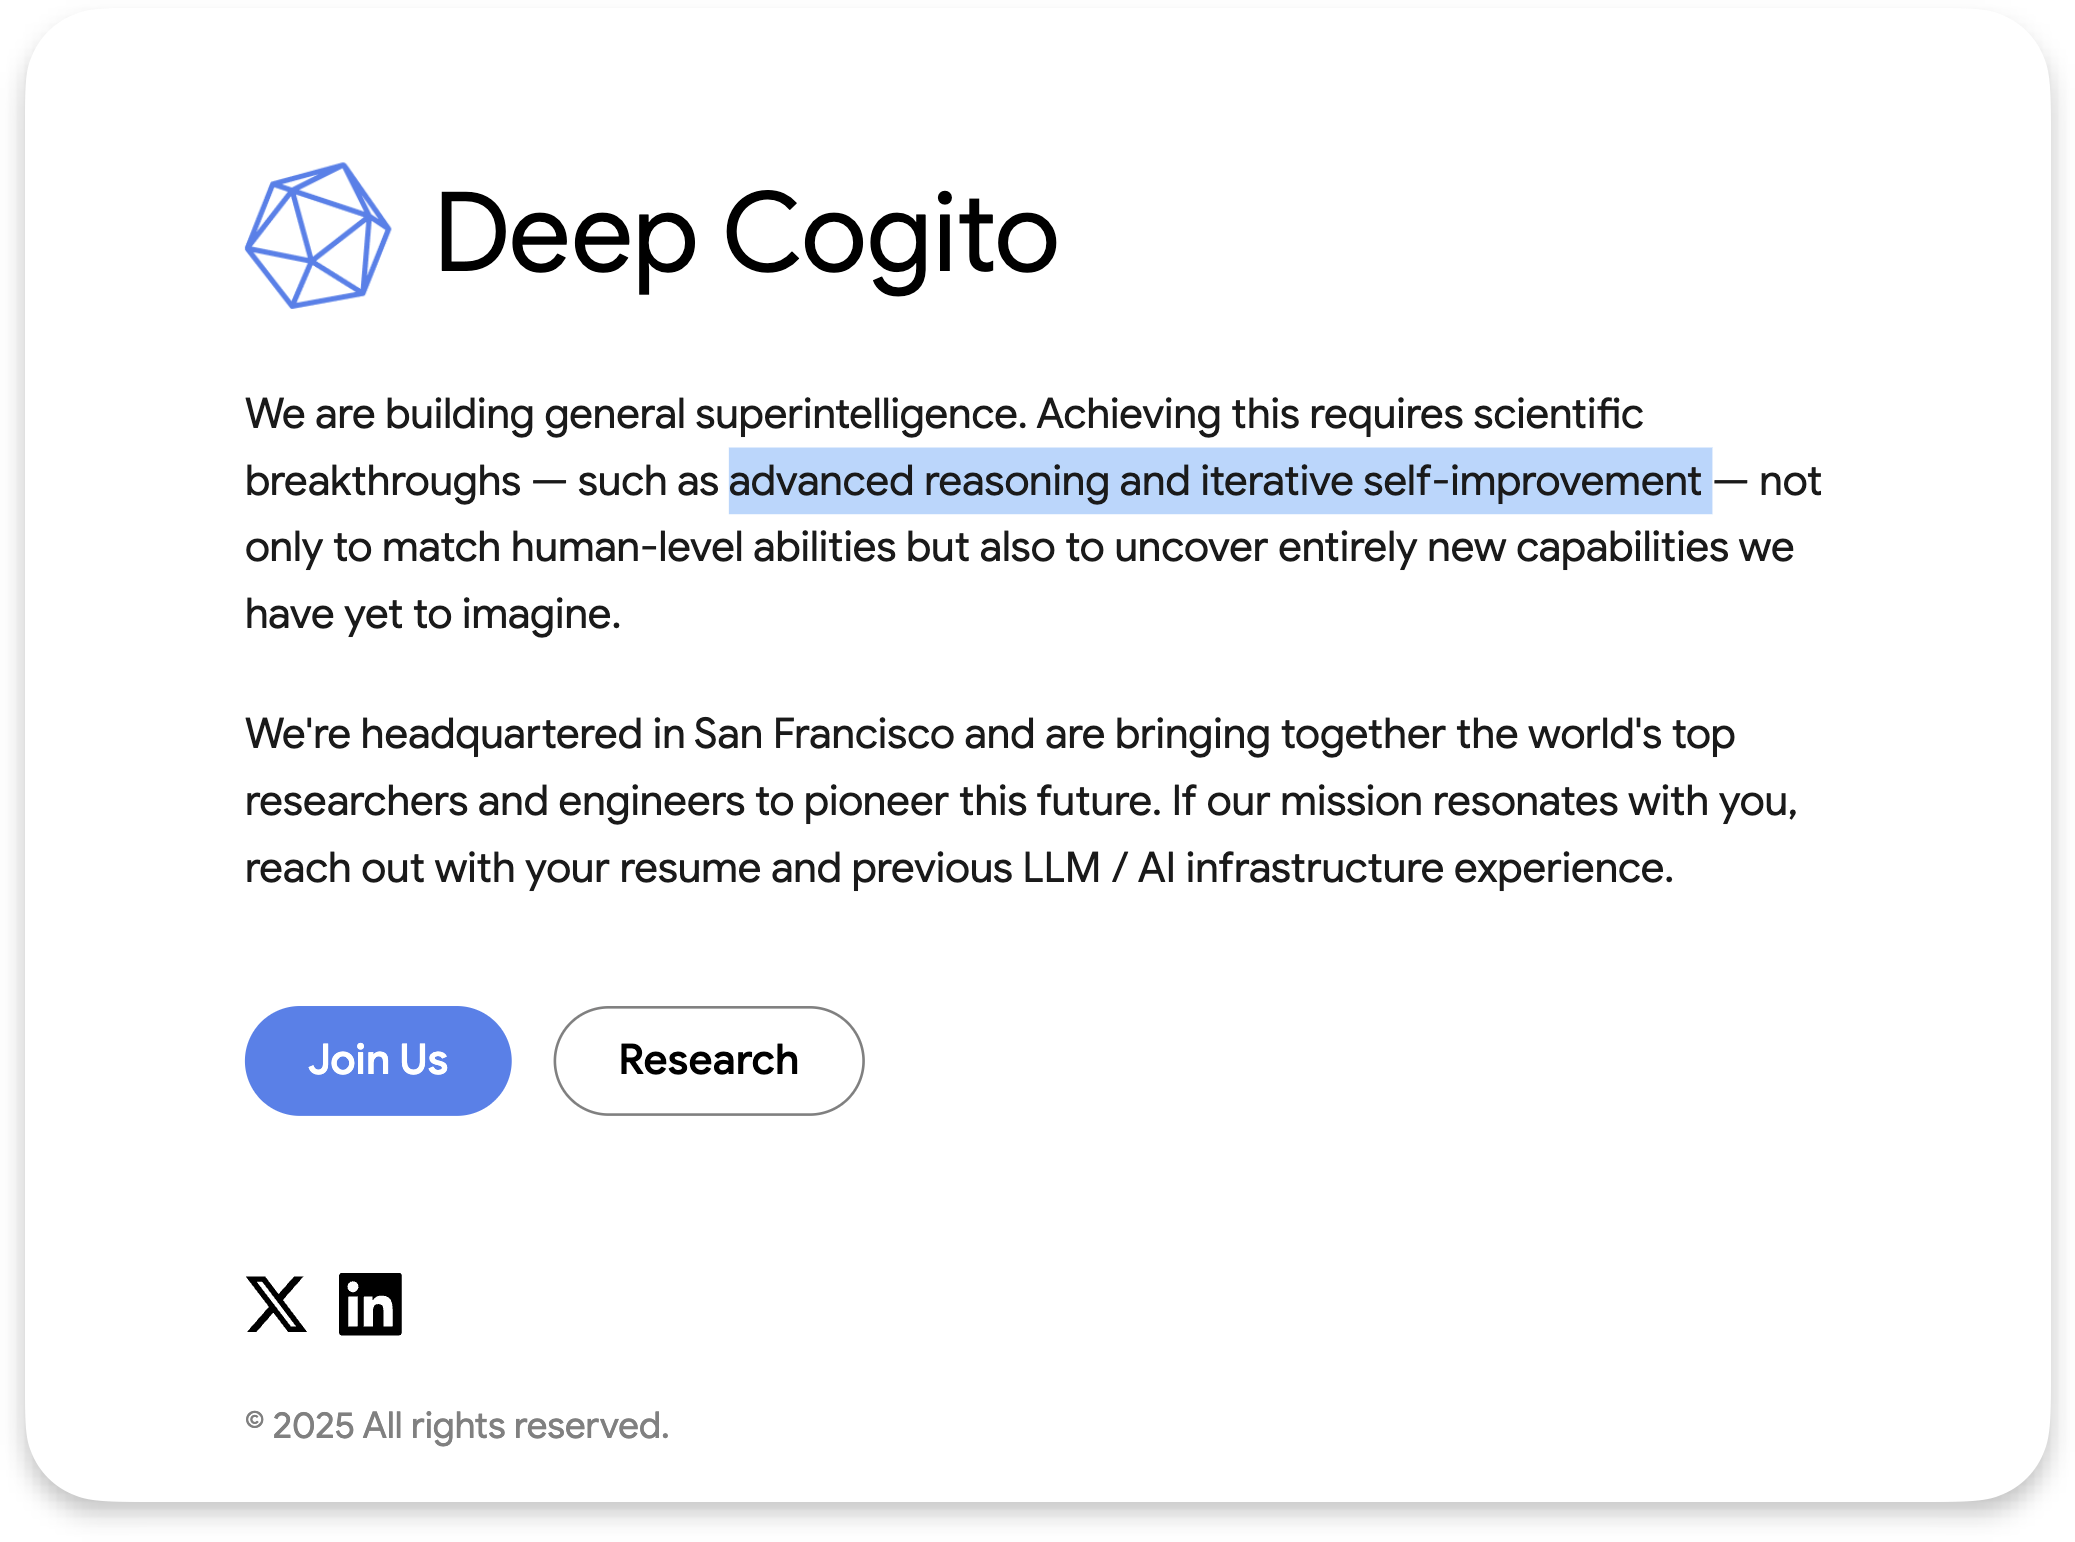 Deep Cogito
We are building general superintelligence. Achieving this requires scientific
breakthroughs — such as advanced reasoning and iterative self-improvement — not
only to match human-level abilities but also to uncover entirely new capabilities we
have yet to imagine.
We're headquartered in San Francisco and are bringing together the world's top
researchers and engineers to pioneer this future. If our mission resonates with you,
reach out with your resume and previous LLM / AI infrastructure experience.
Join Us Research
X in
© 2025 All rights reserved.